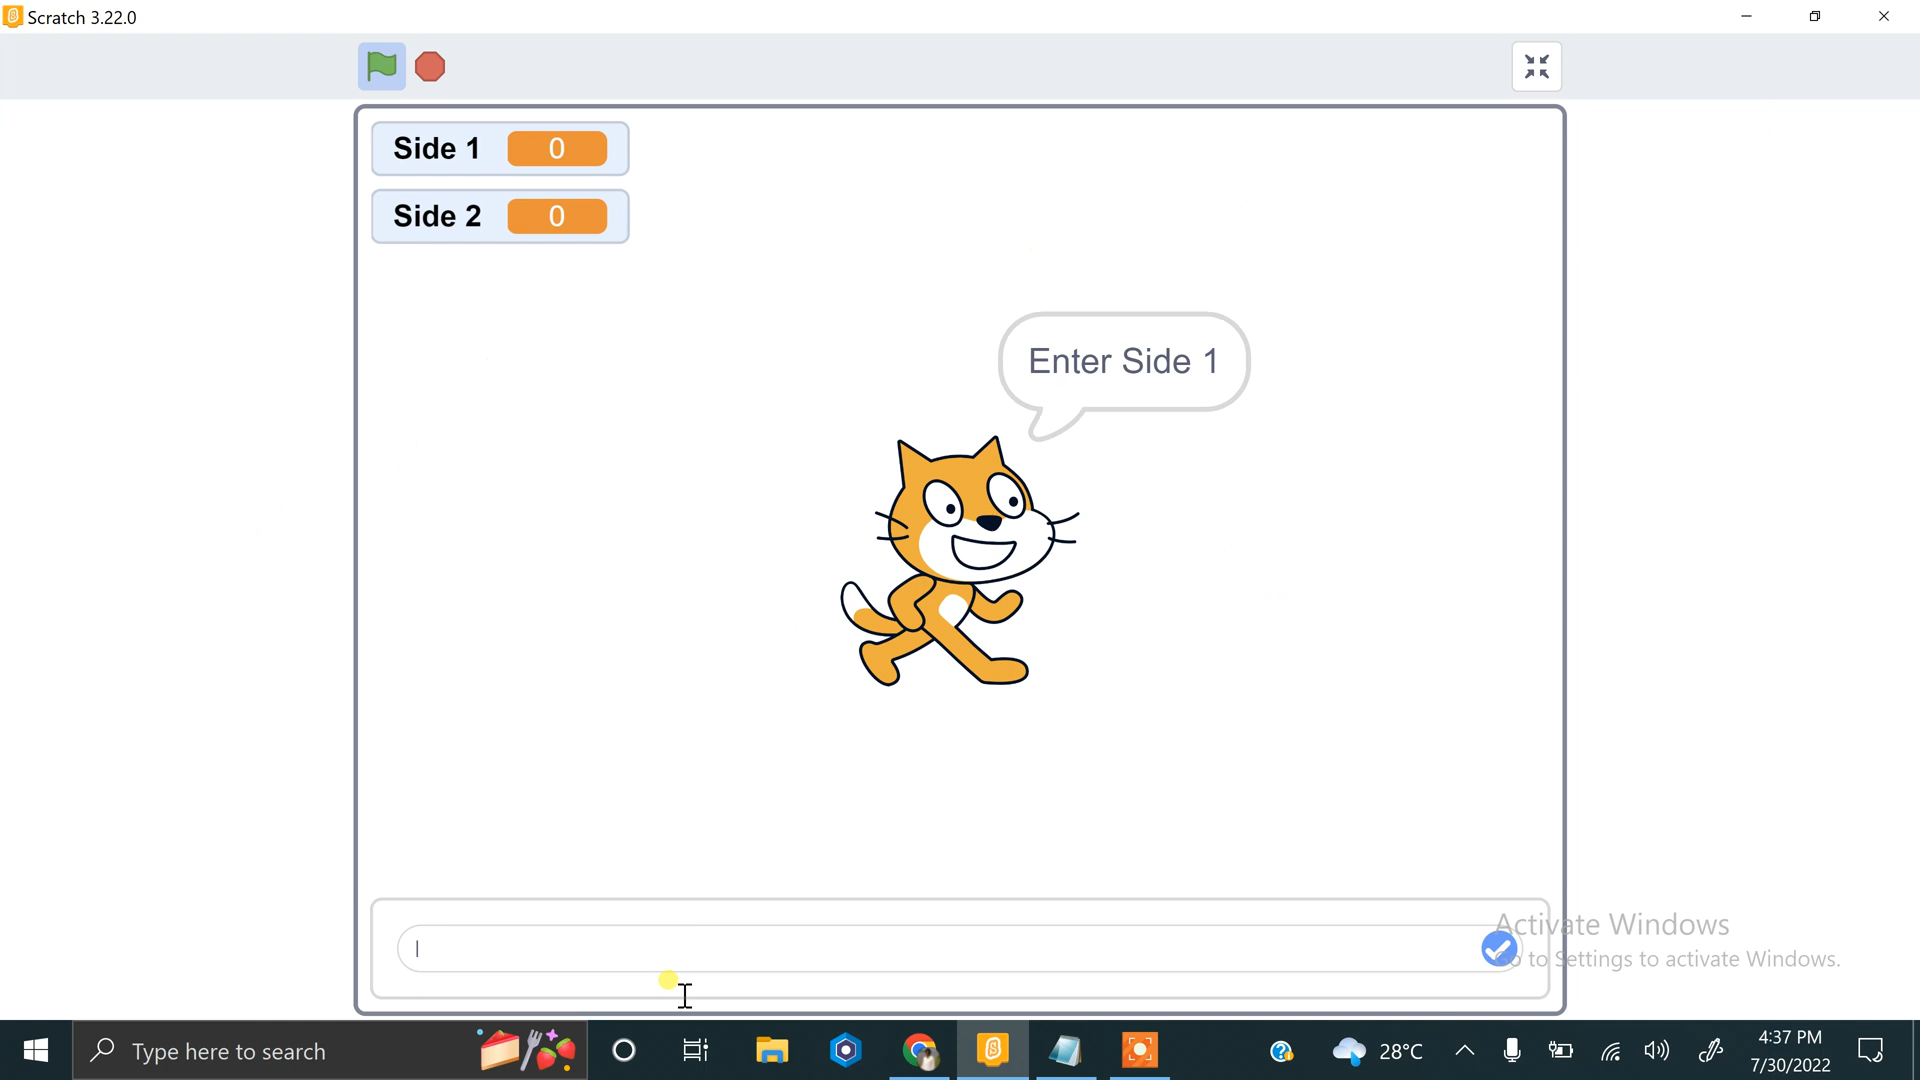 Scratch 3.22.0
Side 1 0
Side 2 0
Enter Side 1
Activate Windows
to Settings to activate Windows.
Type here to search
28°C
4:37 PM
7/30/2022